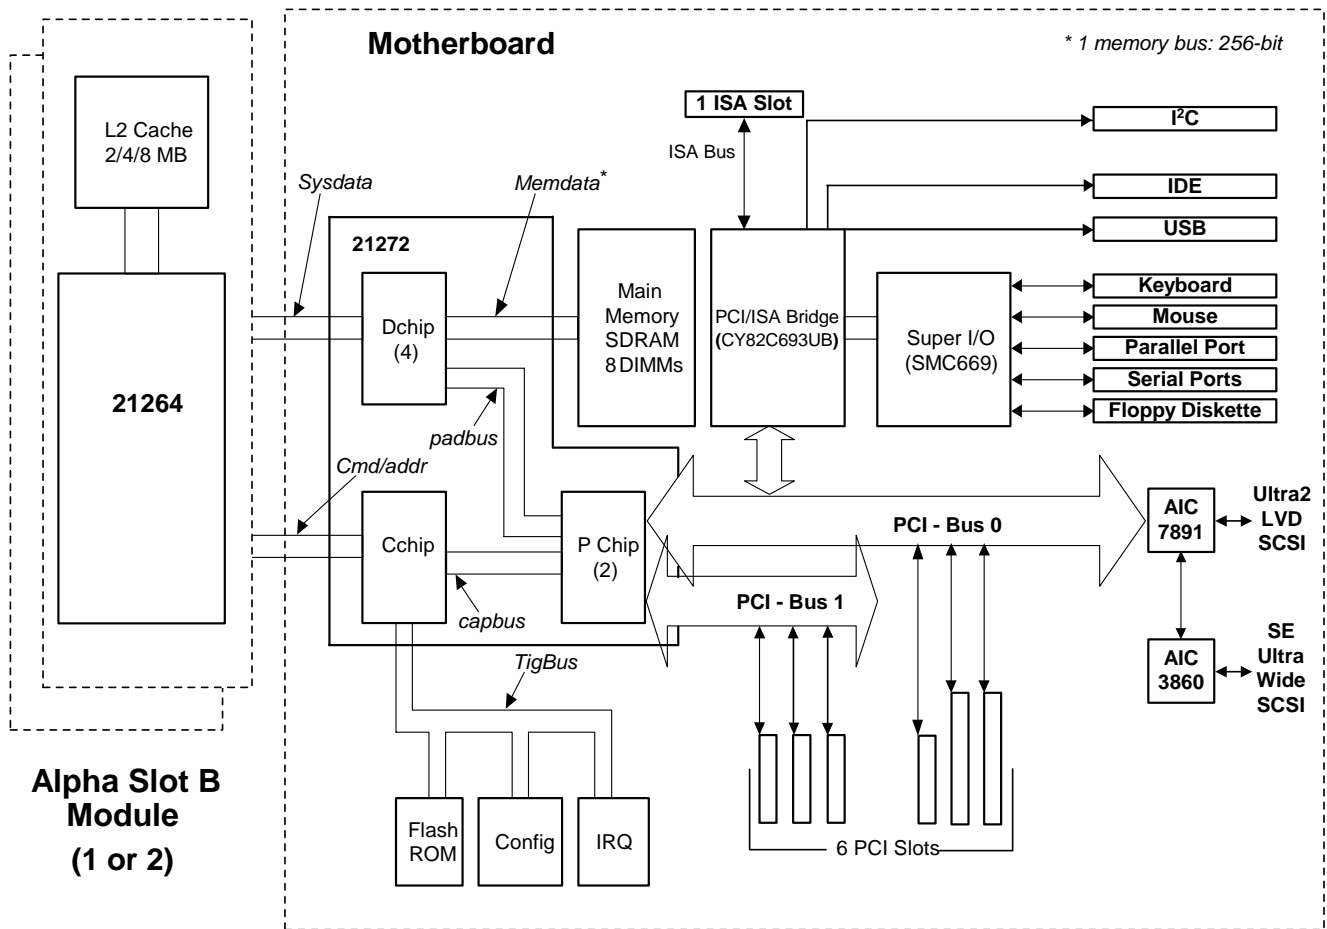 Motherboard
* 1 memory bus: 256-bit
L2 Cache
2/4/8 MB
1 ISA Slot
ISA Bus
I²C
IDE
USB
Sysdata
Memdata*
21272
Dchip
(4)
Main
Memory
SDRAM
8 DIMMs
PCI/ISA Bridge
(CY82C693UB)
Super I/O
(SMC669)
Keyboard
Mouse
Parallel Port
Serial Ports
Floppy Diskette
21264
padbus
Cmd/addr
Cchip
P Chip
(2)
capbus
PCI - Bus 0
PCI - Bus 1
AIC
7891
Ultra2
LVD
SCSI
AIC
3860
SE
Ultra
Wide
SCSI
TigBus
Flash
ROM
Config
IRQ
6 PCI Slots
Alpha Slot B
Module
(1 or 2)